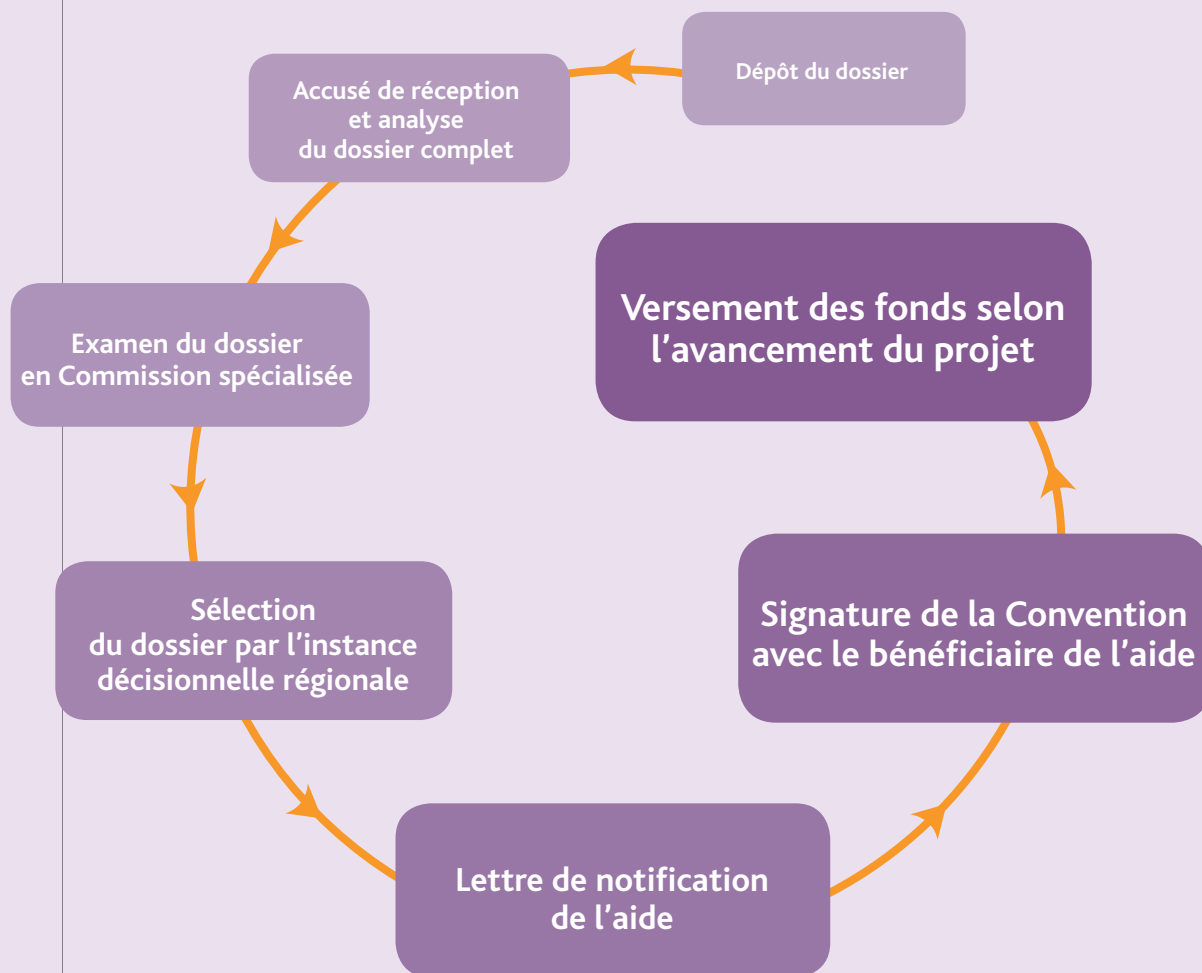 Dépôt du dossier
Accusé de réception
et analyse
du dossier complet
Examen du dossier
en Commission spécialisée
Sélection
du dossier par l’instance
décisionnelle régionale
Lettre de notification
de l’aide
Signature de la Convention
avec le bénéficiaire de l’aide
Versement des fonds selon
l’avancement du projet